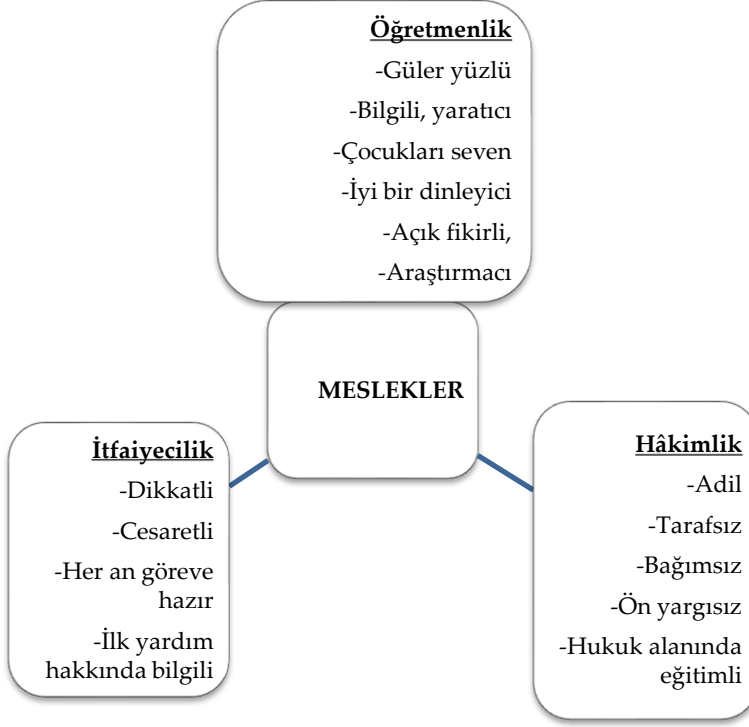 Öğretmenlik
-Güler yüzlü
-Bilgili, yaratıcı
-Çocukları seven
-İyi bir dinleyici
-Açık fikirli,
-Araştırmacı
MESLEKLER
İtfaiyecilik
-Dikkatli
-Cesaretli
-Her an göreve
hazır
-İlk yardım
hakkında bilgili
Hâkimlik
-Adil
-Tarafsız
-Bağımsız
-Ön yargısız
-Hukuk alanında
eğitimli